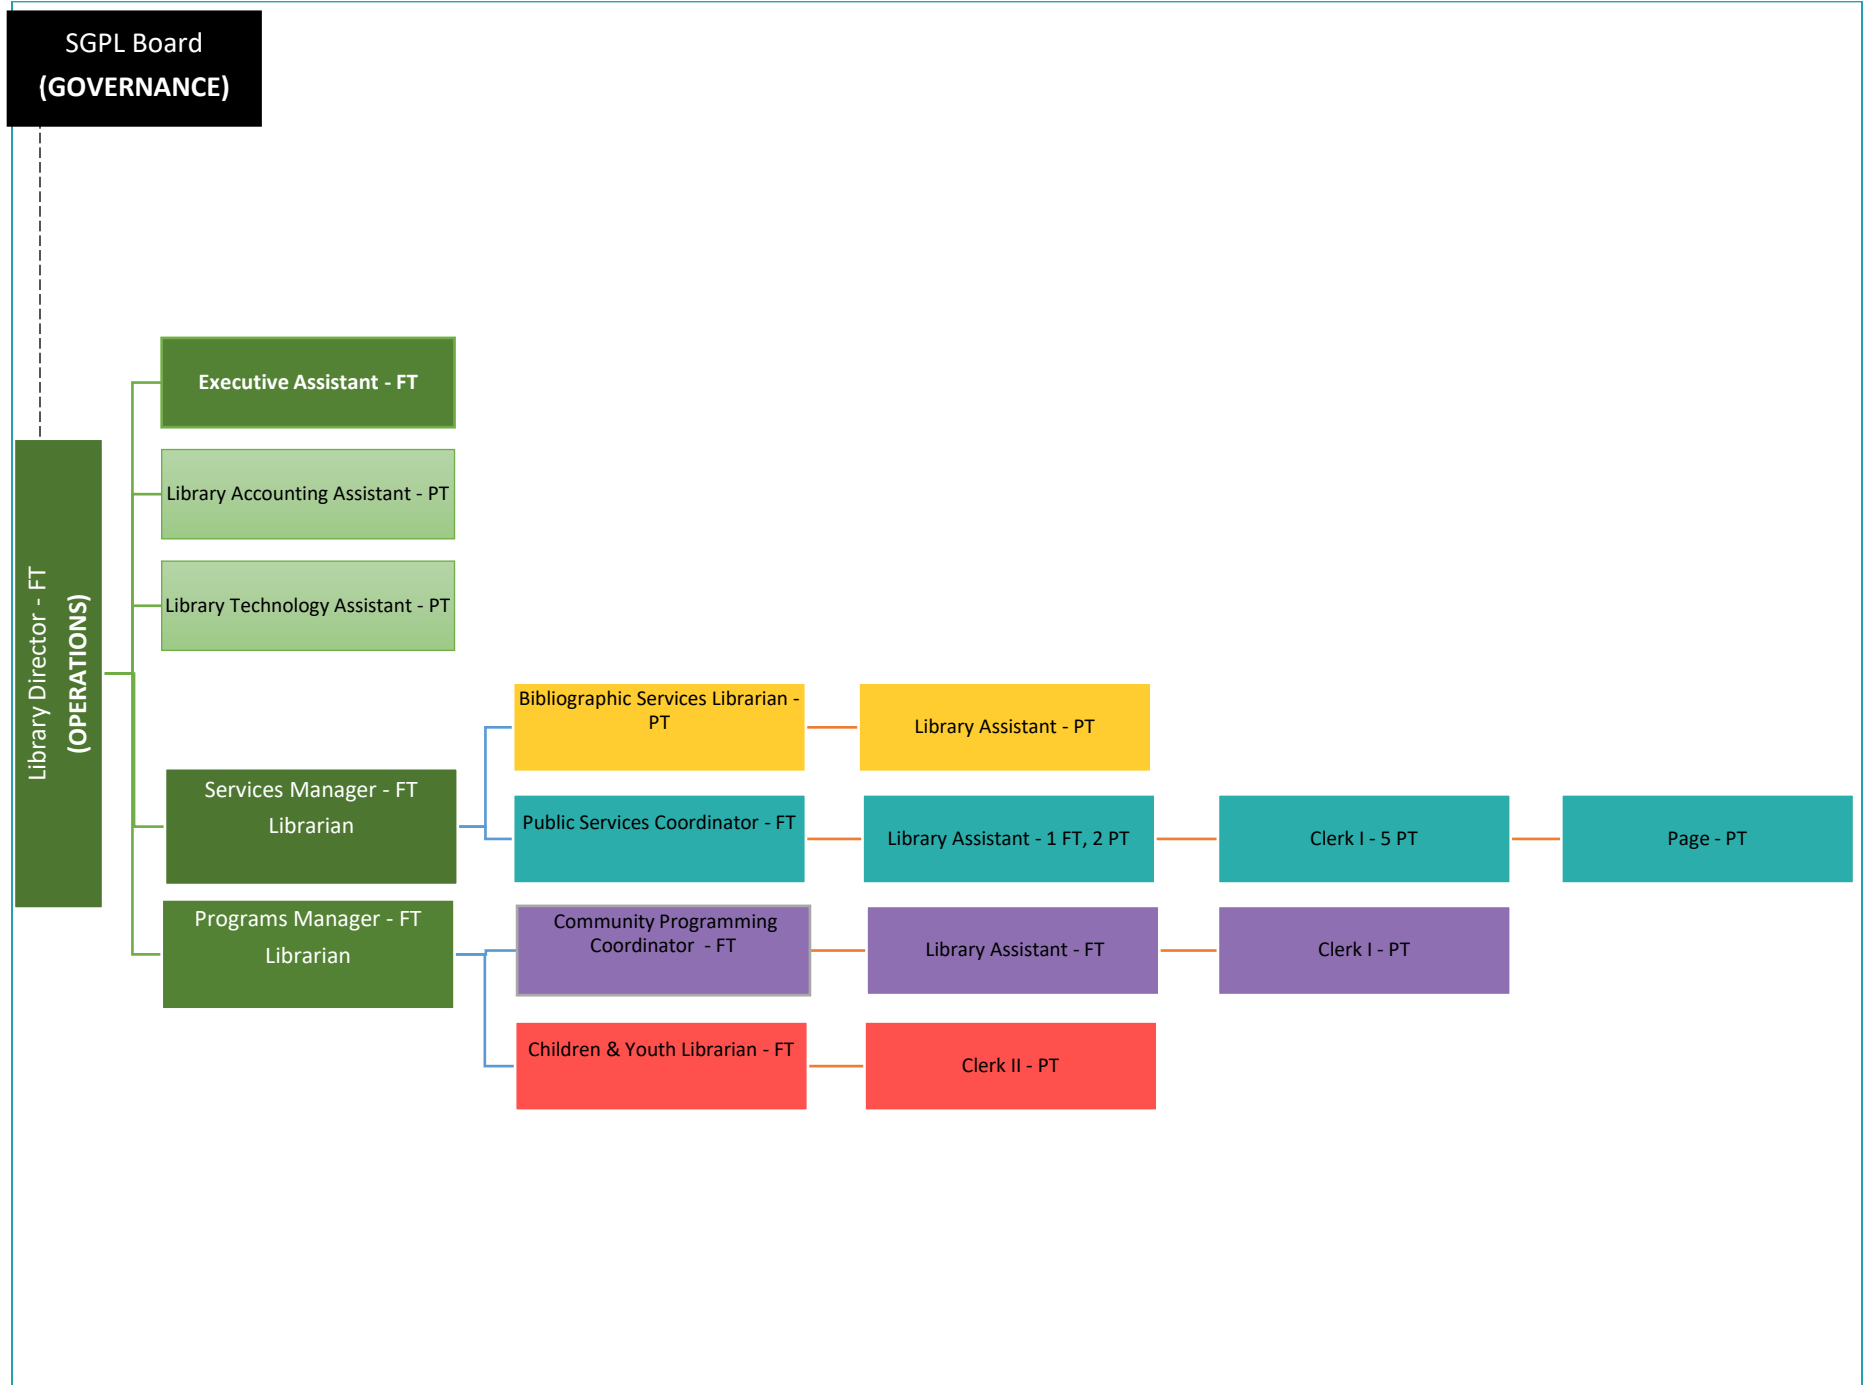 SGPL Board
(GOVERNANCE)
Library Director - FT
(OPERATIONS)
Executive Assistant - FT
Library Accounting Assistant - PT
Library Technology Assistant - PT
Services Manager - FT
Librarian
Bibliographic Services Librarian -
PT
Library Assistant - PT
Public Services Coordinator - FT
Library Assistant - 1 FT, 2 PT
Clerk I - 5 PT
Page - PT
Programs Manager - FT
Librarian
Community Programming
Coordinator  - FT
Library Assistant - FT
Clerk I - PT
Children & Youth Librarian - FT
Clerk II - PT